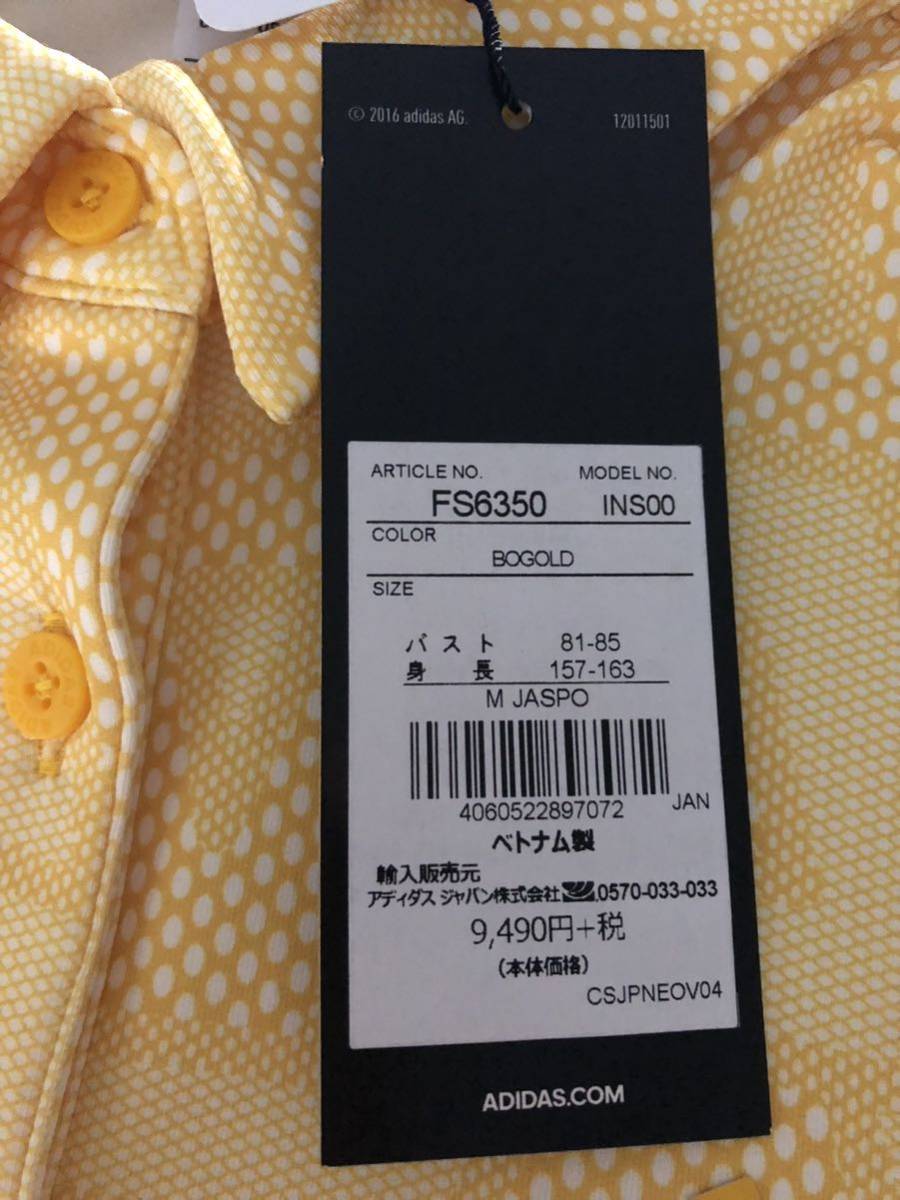 © 2016 adidas AG. 12011501
ARTICLE NO. MODEL NO.
FS6350 INS00
COLOR
BOGOLD
SIZE
バスト 81-85
身長 157-163
M JASPO
4060522897072 JAN
ベトナム製
輸入販売元
アディダス ジャパン株式会社 0570-033-033
9,490円+税
(本体価格)
CSJPNEOV04
ADIDAS.COM
ADIDAS